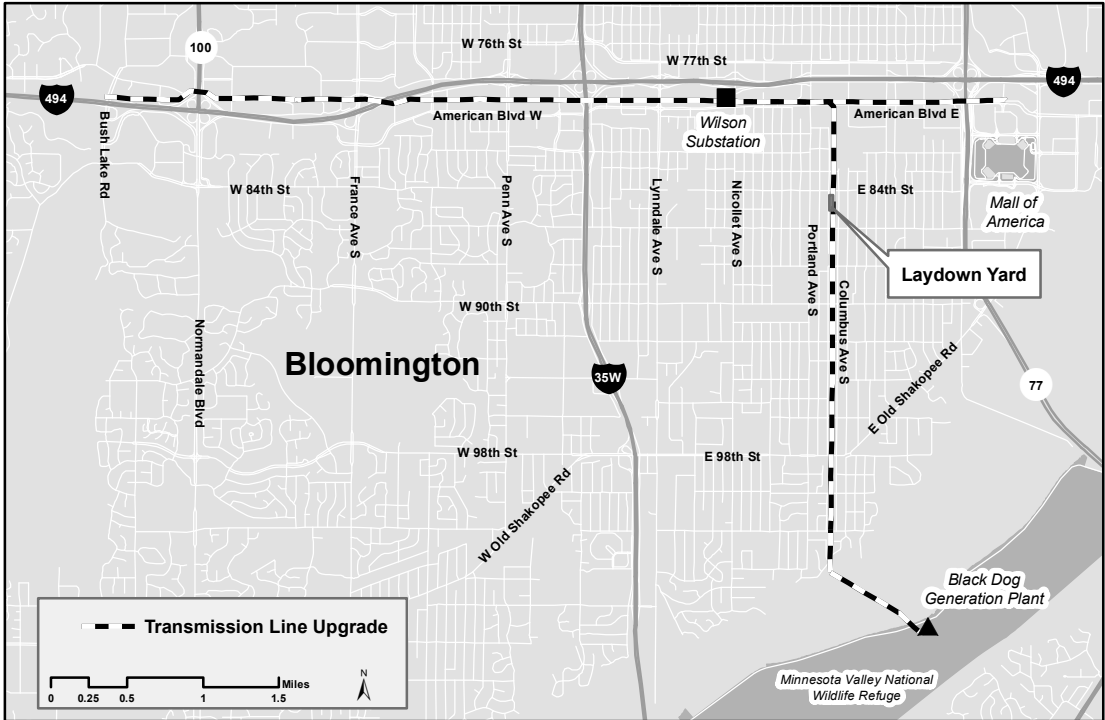 100
W 76th St
W 77th St
494
494
American Blvd W
American Blvd E
Wilson
Substation
Bush Lake Rd
W 84th St
France Ave S
Penn Ave S
Lynndale Ave S
Nicollet Ave S
E 84th St
Mall of
America
Portland Ave S
Laydown Yard
Columbus Ave S
W 90th St
Normandale Blvd
Bloomington
35W
E Old Shakopee Rd
77
W 98th St
E 98th St
W Old Shakopee Rd
Black Dog
Generation Plant
Minnesota Valley National
Wildlife Refuge
Transmission Line Upgrade
Miles
0 0.25 0.5 1 1.5
N